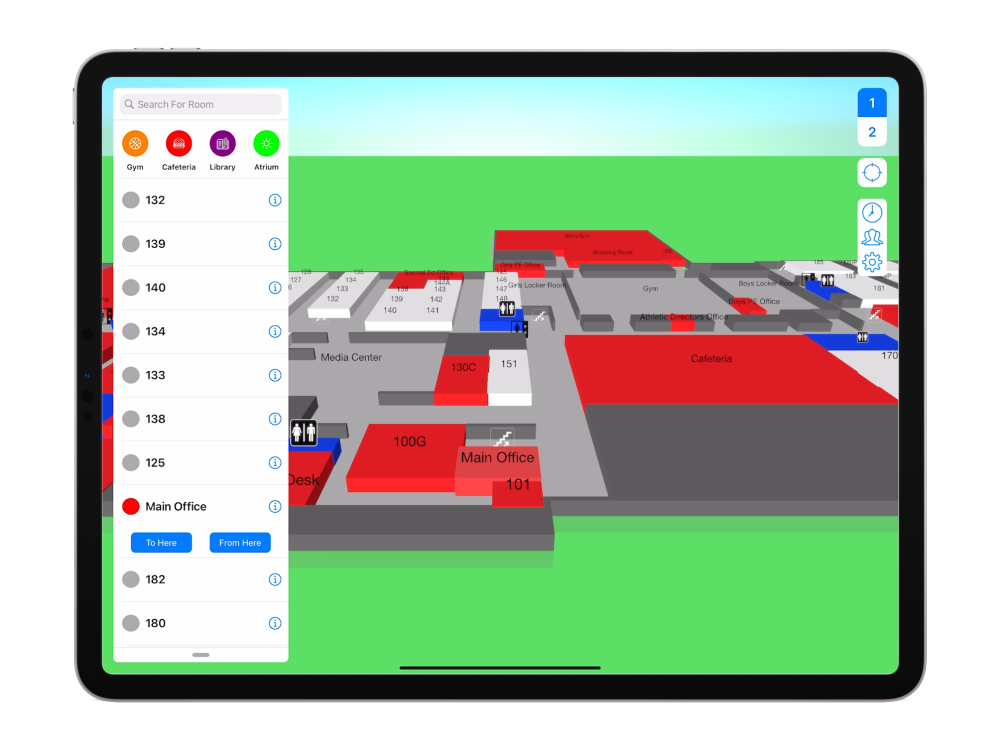 Search For Room
Gym
Cafeteria
Library
Atrium
132
139
140
134
133
138
125
Main Office
To Here
From Here
182
180
1
2
Wrestling Room
Girls PE Office
Special Ed Office
Girls Locker Room
Gym
Boys Locker Room
Boys PE Office
Athletic Directors Office
128
135
127
134
133
132
138
144A
143
139
142
140
141
145
146
147
148
185
183
181
170
Media Center
130C
151
Cafeteria
100G
Main Office
101
Desk